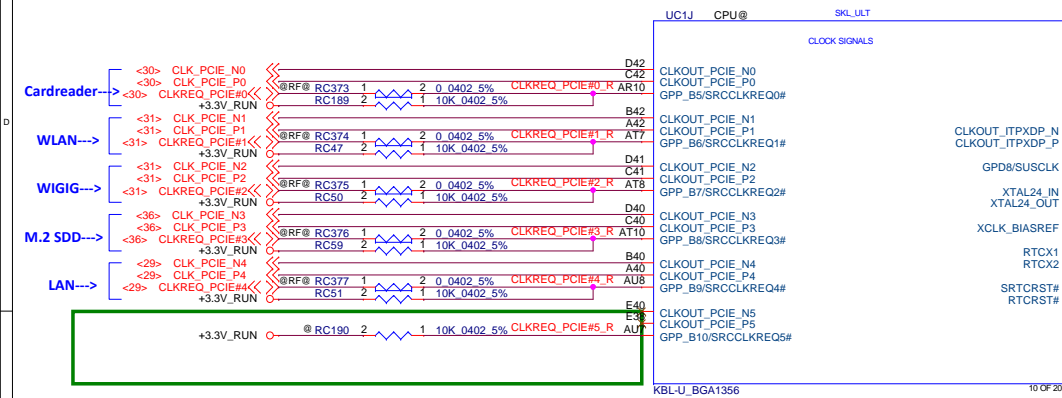 UC1J CPU@ SKL_ULT
CLOCK SIGNALS
D
Cardreader--->
<30> CLK_PCIE_N0 D42 CLKOUT_PCIE_N0
<30> CLK_PCIE_P0 C42 CLKOUT_PCIE_P0
<30> CLKREQ_PCIE#0 @RF@ RC373 1 2 0_0402_5% CLKREQ_PCIE#0_R AR10 GPP_B5/SRCCLKREQ0#
+3.3V_RUN RC189 2 1 10K_0402_5%
WLAN--->
<31> CLK_PCIE_N1 B42 CLKOUT_PCIE_N1
<31> CLK_PCIE_P1 A42 CLKOUT_PCIE_P1
<31> CLKREQ_PCIE#1 @RF@ RC374 1 2 0_0402_5% CLKREQ_PCIE#1_R AT7 GPP_B6/SRCCLKREQ1#
+3.3V_RUN RC47 2 1 10K_0402_5%
WIGIG--->
<31> CLK_PCIE_N2 D41 CLKOUT_PCIE_N2
<31> CLK_PCIE_P2 C41 CLKOUT_PCIE_P2
<31> CLKREQ_PCIE#2 @RF@ RC375 1 2 0_0402_5% CLKREQ_PCIE#2_R AT8 GPP_B7/SRCCLKREQ2#
+3.3V_RUN RC50 2 1 10K_0402_5%
M.2 SDD--->
<36> CLK_PCIE_N3 D40 CLKOUT_PCIE_N3
<36> CLK_PCIE_P3 C40 CLKOUT_PCIE_P3
<36> CLKREQ_PCIE#3 @RF@ RC376 1 2 0_0402_5% CLKREQ_PCIE#3_R AT10 GPP_B8/SRCCLKREQ3#
+3.3V_RUN RC59 2 1 10K_0402_5%
LAN--->
<29> CLK_PCIE_N4 B40 CLKOUT_PCIE_N4
<29> CLK_PCIE_P4 A40 CLKOUT_PCIE_P4
<29> CLKREQ_PCIE#4 @RF@ RC377 1 2 0_0402_5% CLKREQ_PCIE#4_R AU8 GPP_B9/SRCCLKREQ4#
+3.3V_RUN RC51 2 1 10K_0402_5%
E40 CLKOUT_PCIE_N5
CLKOUT_PCIE_P5
+3.3V_RUN @ RC190 2 1 10K_0402_5% CLKREQ_PCIE#5_R GPP_B10/SRCCLKREQ5#
CLKOUT_ITPXDP_N
CLKOUT_ITPXDP_P
GPD8/SUSCLK
XTAL24_IN
XTAL24_OUT
XCLK_BIASREF
RTCX1
RTCX2
SRTCRST#
RTCRST#
KBL-U_BGA1356
10 OF 20